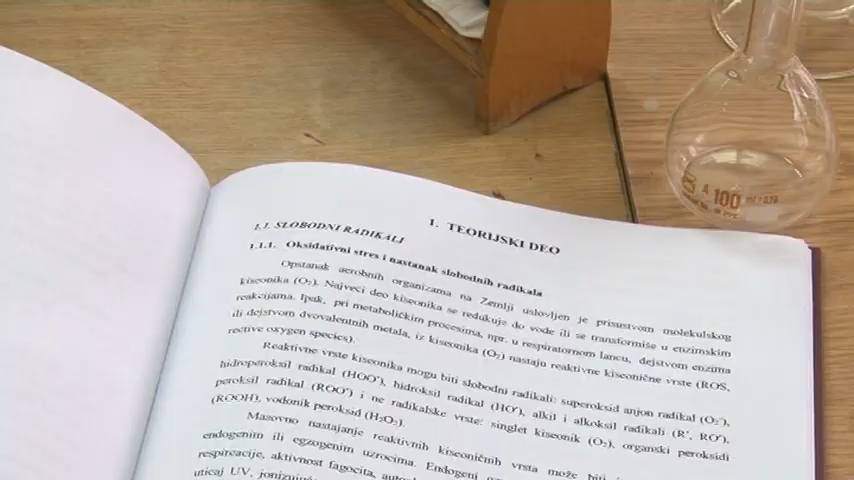 1. TEORIJSKI DEO
1.1. SLOBODNI RADIKALI
1.1.1. Oksidativni stres i nastanak slobodnih radikala
Opstanak aerobnih organizama na Zemlji uslovljen je prisustvom molekulskog
kiseonika (O₂). Najveći deo kiseonika se redukuje do vode ili se transformiše u enzimskim
reakcijama. Ipak, pri metaboličkim procesima, npr. u respiratornom lancu, dejstvom enzima
ili dejstvom dvovalentnih metala, iz kiseonika (O₂) nastaju reaktivne kiseonične vrste (ROS,
rective oxygen species).
Reaktivne vrste kiseonika mogu biti slobodni radikali: superoksid anjon radikal (O₂˙),
hidroperoksil radikal (HOO˙), hidroksil radikal (HO˙), alkil i alkoksil radikali (R˙, RO˙),
peroksil radikal (ROO˙) i ne radikalske vrste: singlet kiseonik (O₂), organski peroksidi
(ROOH), vodonik peroksid (H₂O₂).
Masovno nastajanje reaktivnih kiseoničnih vrsta može biti
endogenim ili egzogenim uzrocima. Endogeni
respiracije, aktivnost fagocita,
uticaj UV,
A 100 ml